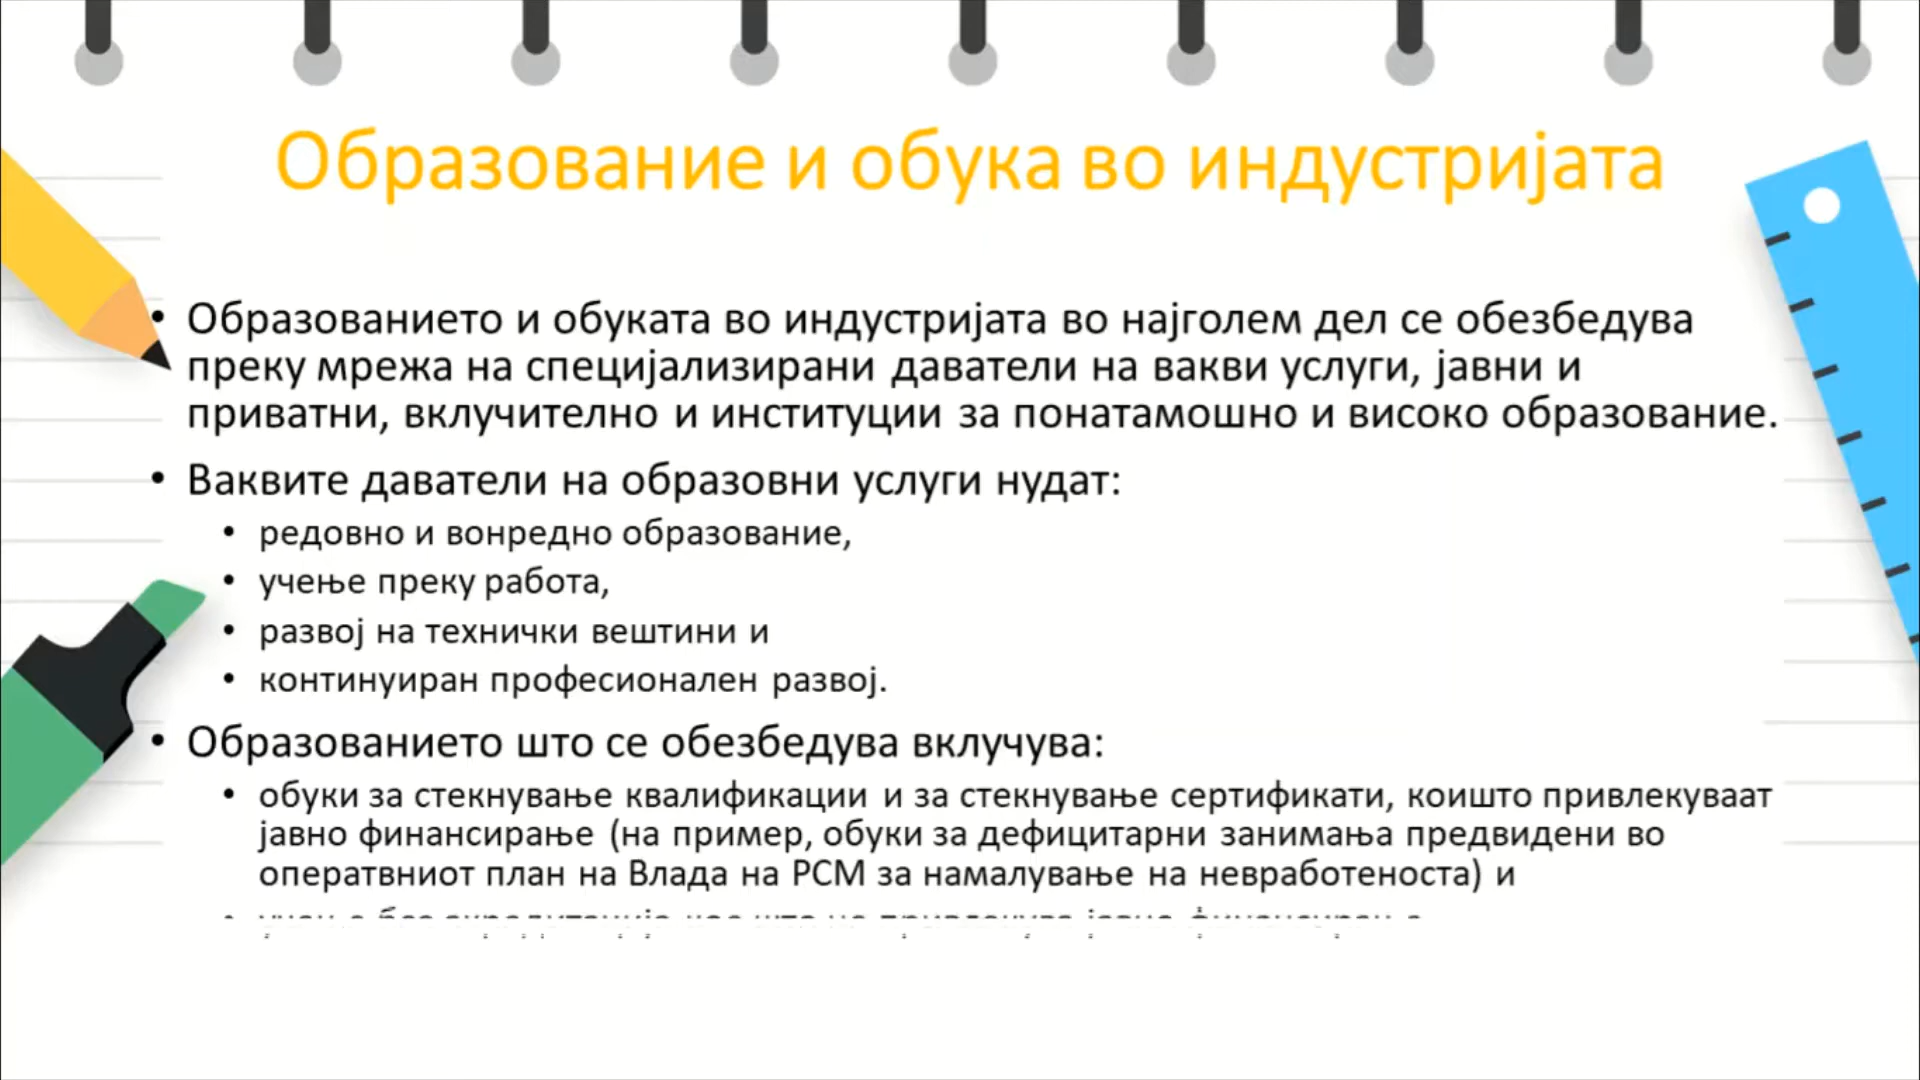 Образование и обука во индустријата
• Образованието и обуката во индустријата во најголем дел се обезбедува
преку мрежа на специјализирани даватели на вакви услуги, јавни и
приватни, вклучително и институции за понатамошно и високо образование.
• Ваквите даватели на образовни услуги нудат:
• редовно и вонредно образование,
• учење преку работа,
• развој на технички вештини и
• континуиран професионален развој.
• Образованието што се обезбедува вклучува:
• обуки за стекнување квалификации и за стекнување сертификати, коишто привлекуваат
јавно финансирање (на пример, обуки за дефицитарни занимања предвидени во
оператвниот план на Влада на РСМ за намалување на невработеноста) и